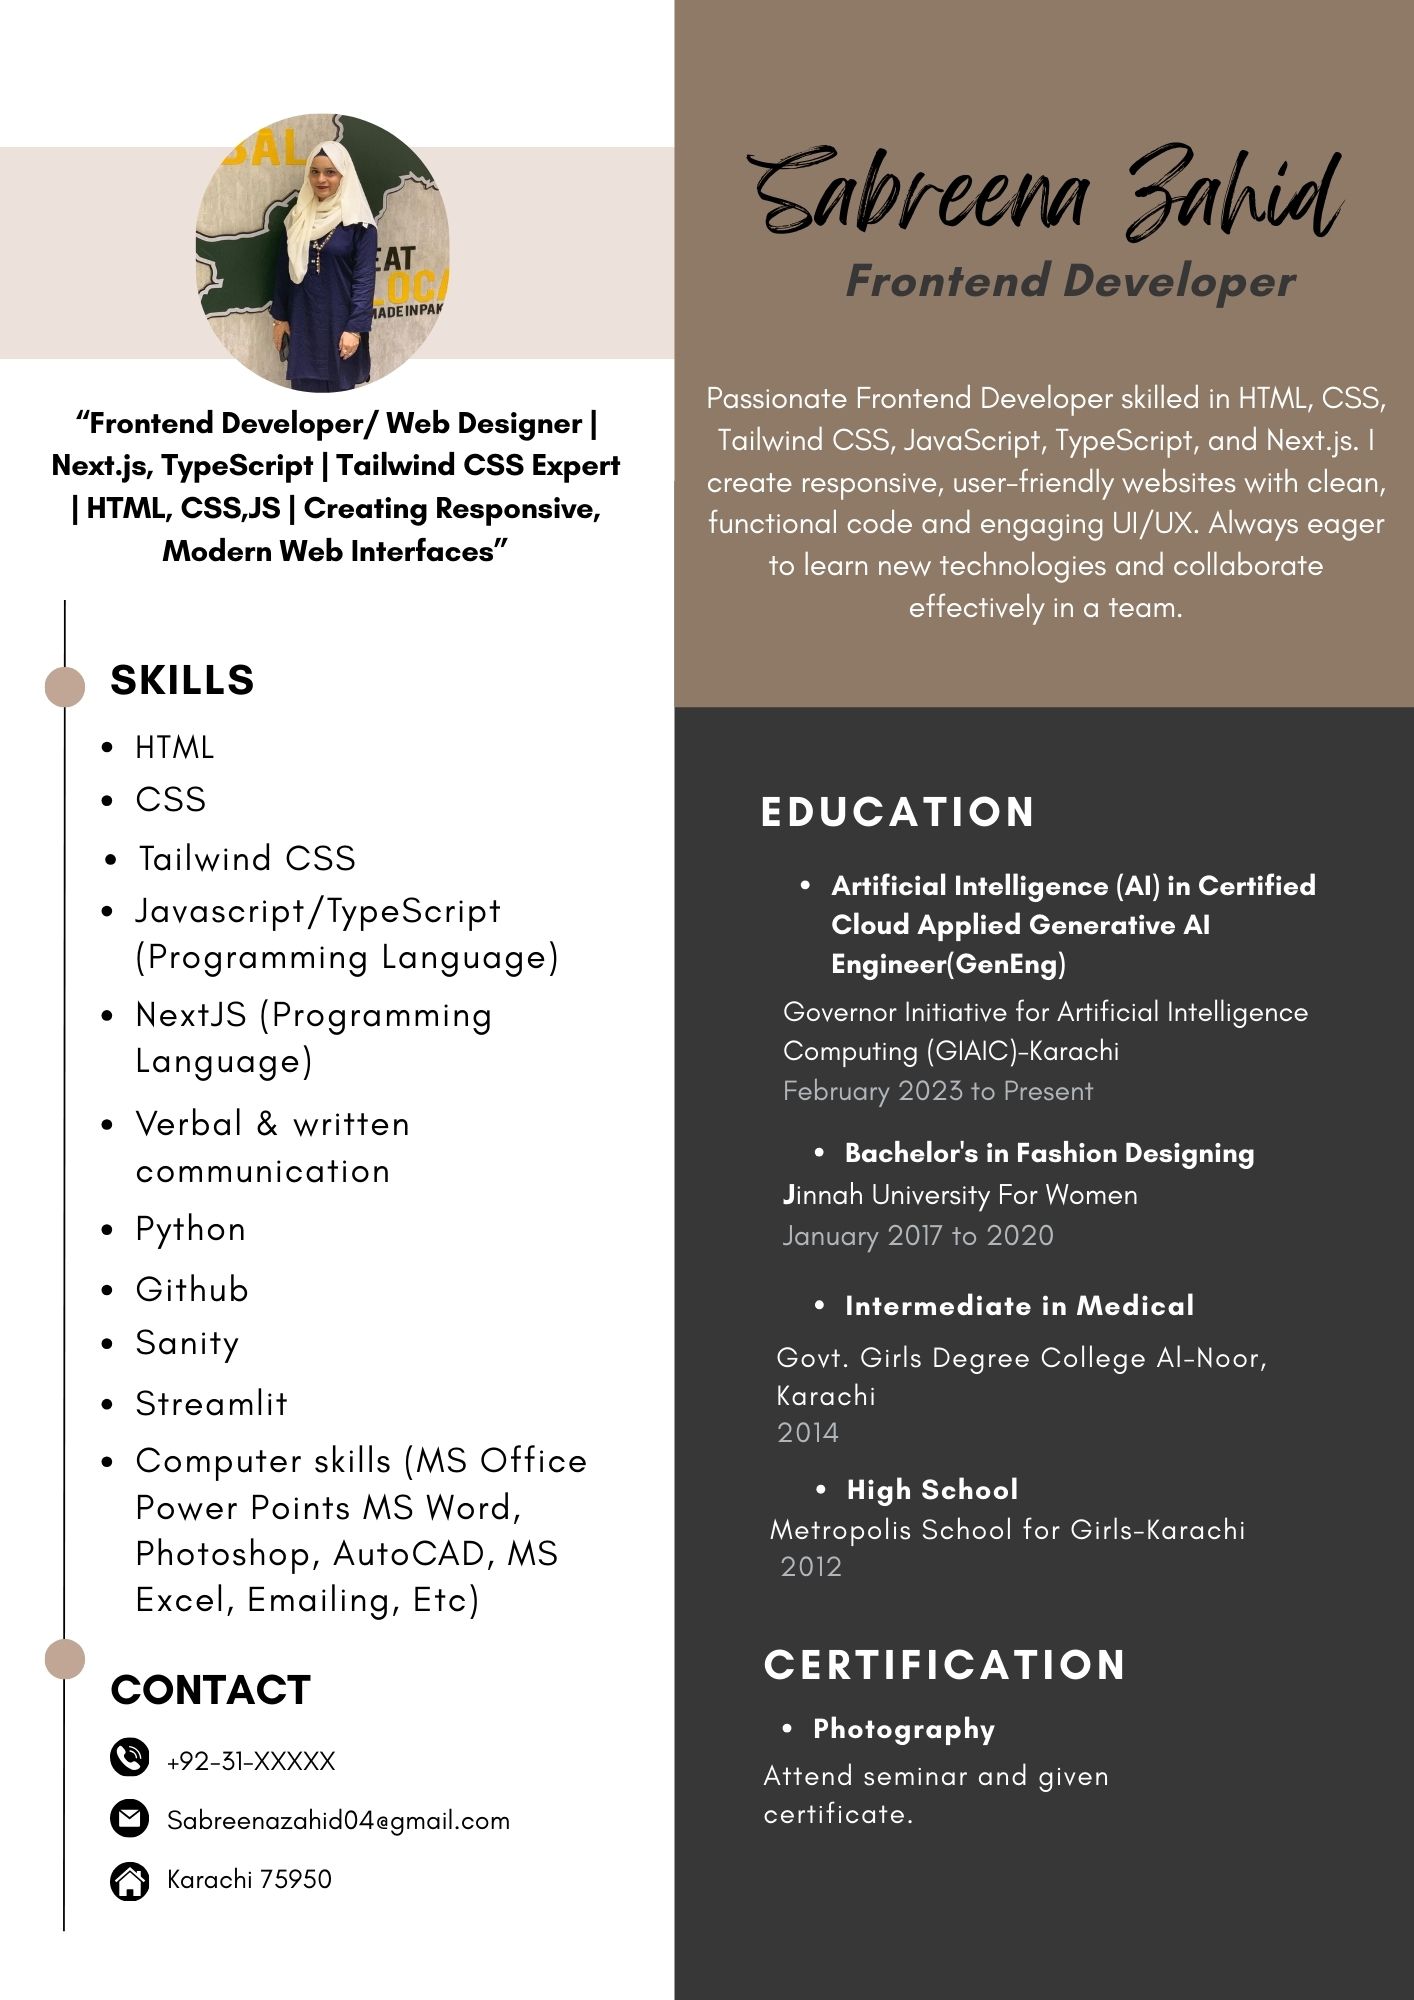 BAL
EAT
LOCA
MADE IN PAK
“Frontend Developer/ Web Designer |
Next.js, TypeScript | Tailwind CSS Expert
| HTML, CSS,JS | Creating Responsive,
Modern Web Interfaces”
SKILLS
• HTML
• CSS
• Tailwind CSS
• Javascript/TypeScript
(Programming Language)
• NextJS (Programming
Language)
• Verbal & written
communication
• Python
• Github
• Sanity
• Streamlit
• Computer skills (MS Office
Power Points MS Word,
Photoshop, AutoCAD, MS
Excel, Emailing, Etc)
CONTACT
+92-31-XXXXX
Sabreenazahid04@gmail.com
Karachi 75950
Sabreena Zahid
Frontend Developer
Passionate Frontend Developer skilled in HTML, CSS,
Tailwind CSS, JavaScript, TypeScript, and Next.js. I
create responsive, user-friendly websites with clean,
functional code and engaging UI/UX. Always eager
to learn new technologies and collaborate
effectively in a team.
EDUCATION
• Artificial Intelligence (AI) in Certified
Cloud Applied Generative AI
Engineer(GenEng)
Governor Initiative for Artificial Intelligence
Computing (GIAIC)-Karachi
February 2023 to Present
• Bachelor's in Fashion Designing
Jinnah University For Women
January 2017 to 2020
• Intermediate in Medical
Govt. Girls Degree College Al-Noor,
Karachi
2014
• High School
Metropolis School for Girls-Karachi
2012
CERTIFICATION
• Photography
Attend seminar and given
certificate.